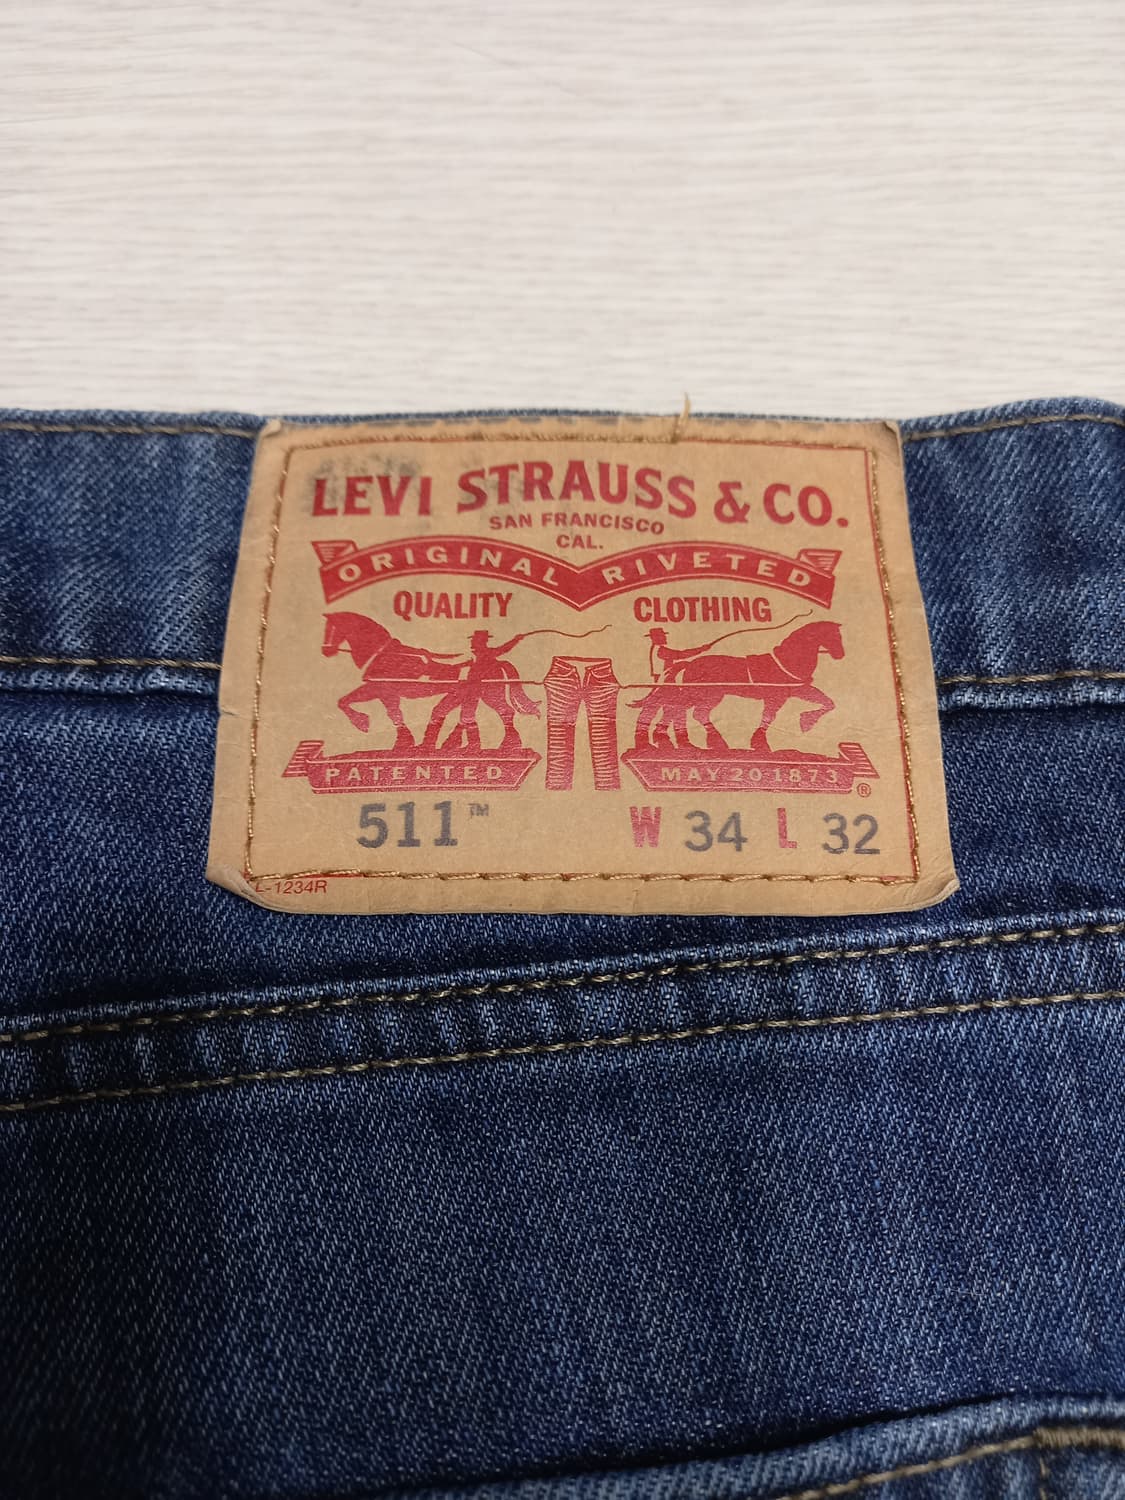 LEVI STRAUSS & CO.
SAN FRANCISCO
CAL.
ORIGINAL RIVETED
QUALITY CLOTHING
PATENTED MAY 20 1873 ®
511™ W 34 L 32
L-1234R